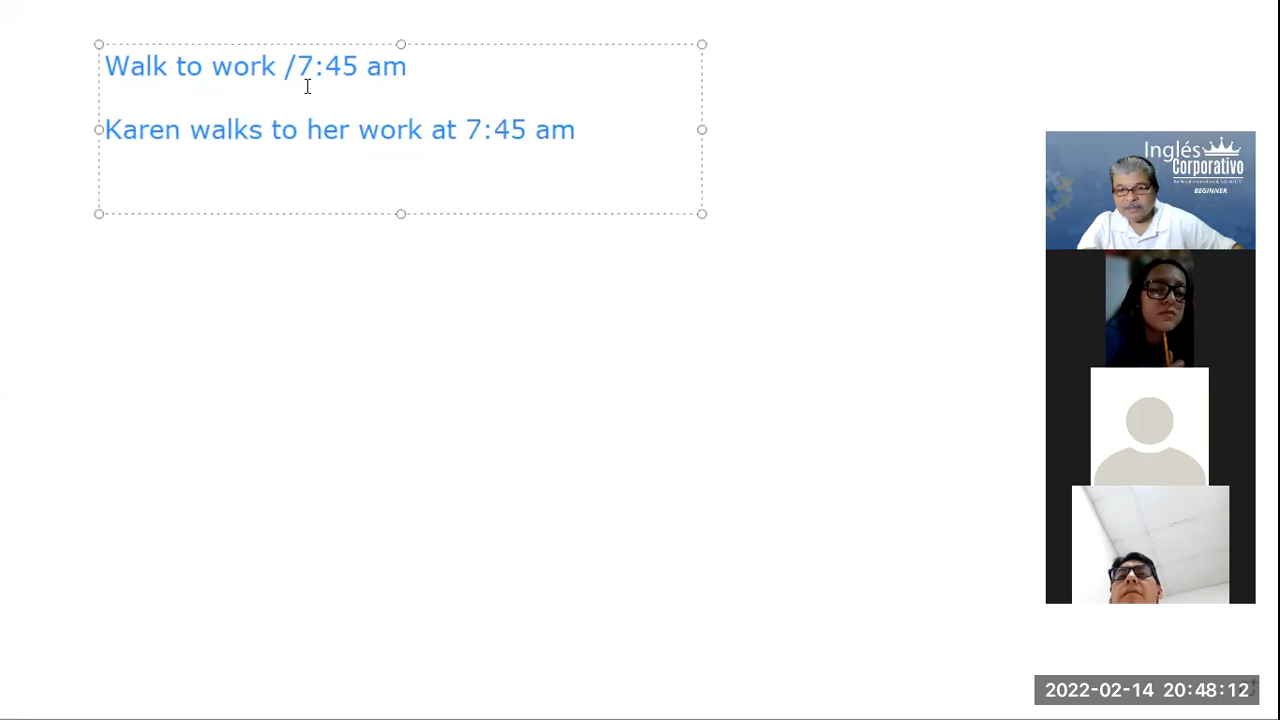 Walk to work /7:45 am
Karen walks to her work at 7:45 am
Inglés
Corporativo
BEGINNER
2022-02-14 20:48:12